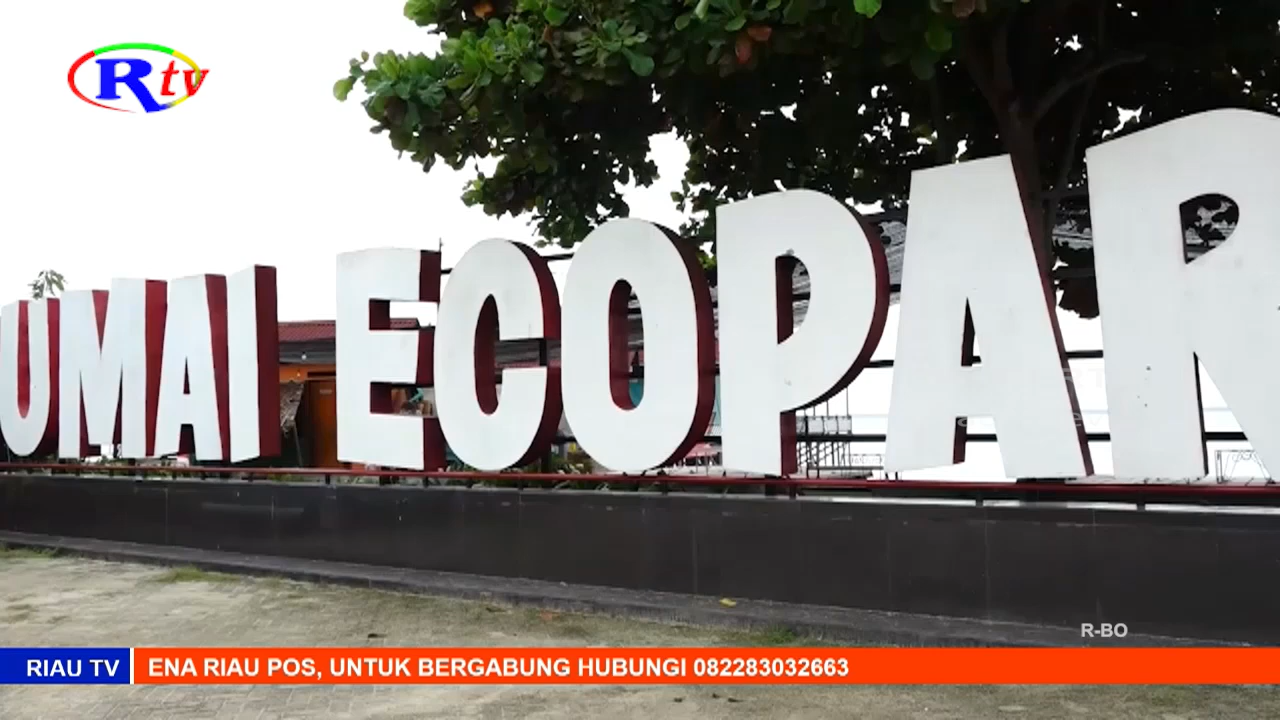 Rtv
UMAI ECOPAR
R-BO
RIAU TV
ENA RIAU POS, UNTUK BERGABUNG HUBUNGI 082283032663